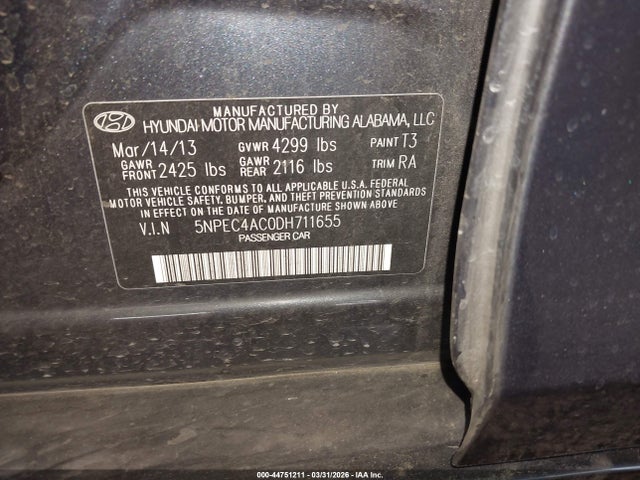 MANUFACTURED BY
HYUNDAI MOTOR MANUFACTURING ALABAMA, LLC
Mar/14/13 GVWR 4299 lbs PAINT T3
GAWR FRONT 2425 lbs GAWR REAR 2116 lbs TRIM RA
THIS VEHICLE CONFORMS TO ALL APPLICABLE U.S.A. FEDERAL
MOTOR VEHICLE SAFETY, BUMPER, AND THEFT PREVENTION STANDARDS
IN EFFECT ON THE DATE OF MANUFACTURE SHOWN ABOVE.
V.I.N 5NPEC4AC0DH711655
PASSENGER CAR
000-44751211 - 03/31/2026 - IAA Inc.